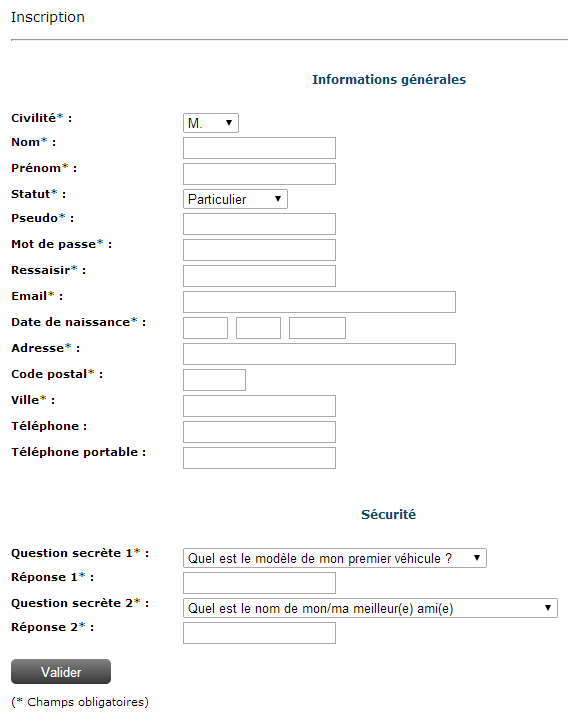 Inscription
Informations générales
Civilité* : M.
Nom* :
Prénom* :
Statut* : Particulier
Pseudo* :
Mot de passe* :
Ressaisir* :
Email* :
Date de naissance* :
Adresse* :
Code postal* :
Ville* :
Téléphone :
Téléphone portable :
Sécurité
Question secrète 1* : Quel est le modèle de mon premier véhicule ?
Réponse 1* :
Question secrète 2* : Quel est le nom de mon/ma meilleur(e) ami(e)
Réponse 2* :
Valider
(* Champs obligatoires)